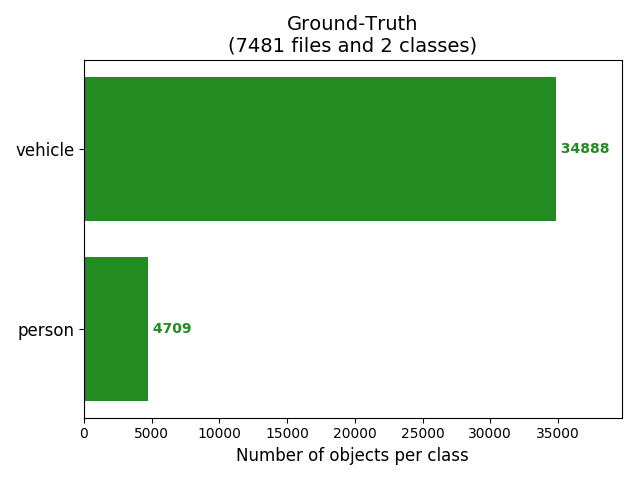 Ground-Truth
(7481 files and 2 classes)
vehicle
34888
person
4709
0 5000 10000 15000 20000 25000 30000 35000
Number of objects per class